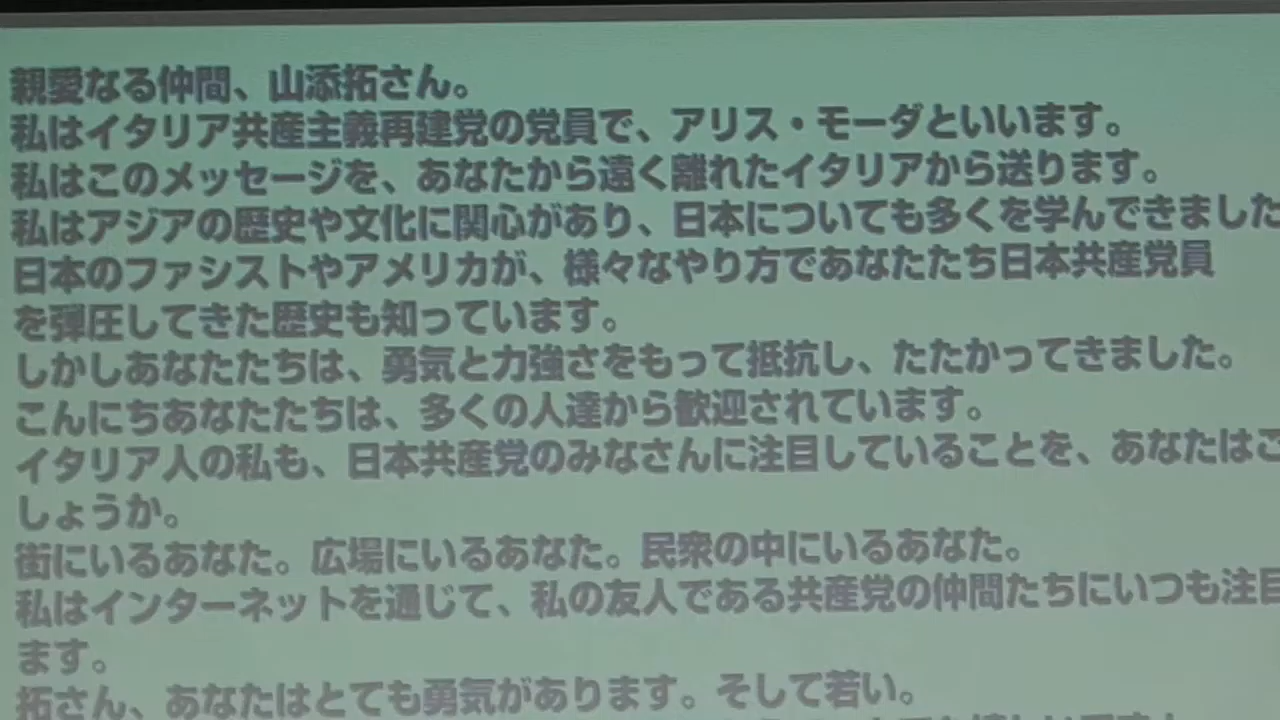 親愛なる仲間、山添拓さん。
私はイタリア共産主義再建党の党員で、アリス・モーダといいます。
私はこのメッセージを、あなたから遠く離れたイタリアから送ります。
私はアジアの歴史や文化に関心があり、日本についても多くを学んできました
日本のファシストやアメリカが、様々なやり方であなたたち日本共産党員
を弾圧してきた歴史も知っています。
しかしあなたたちは、勇気と力強さをもって抵抗し、たたかってきました。
こんにちあなたたちは、多くの人達から歓迎されています。
イタリア人の私も、日本共産党のみなさんに注目していることを、あなたはご
しょうか。
街にいるあなた。広場にいるあなた。民衆の中にいるあなた。
私はインターネットを通じて、私の友人である共産党の仲間たちにいつも注目
ます。
拓さん、あなたはとても勇気があります。そして若い。